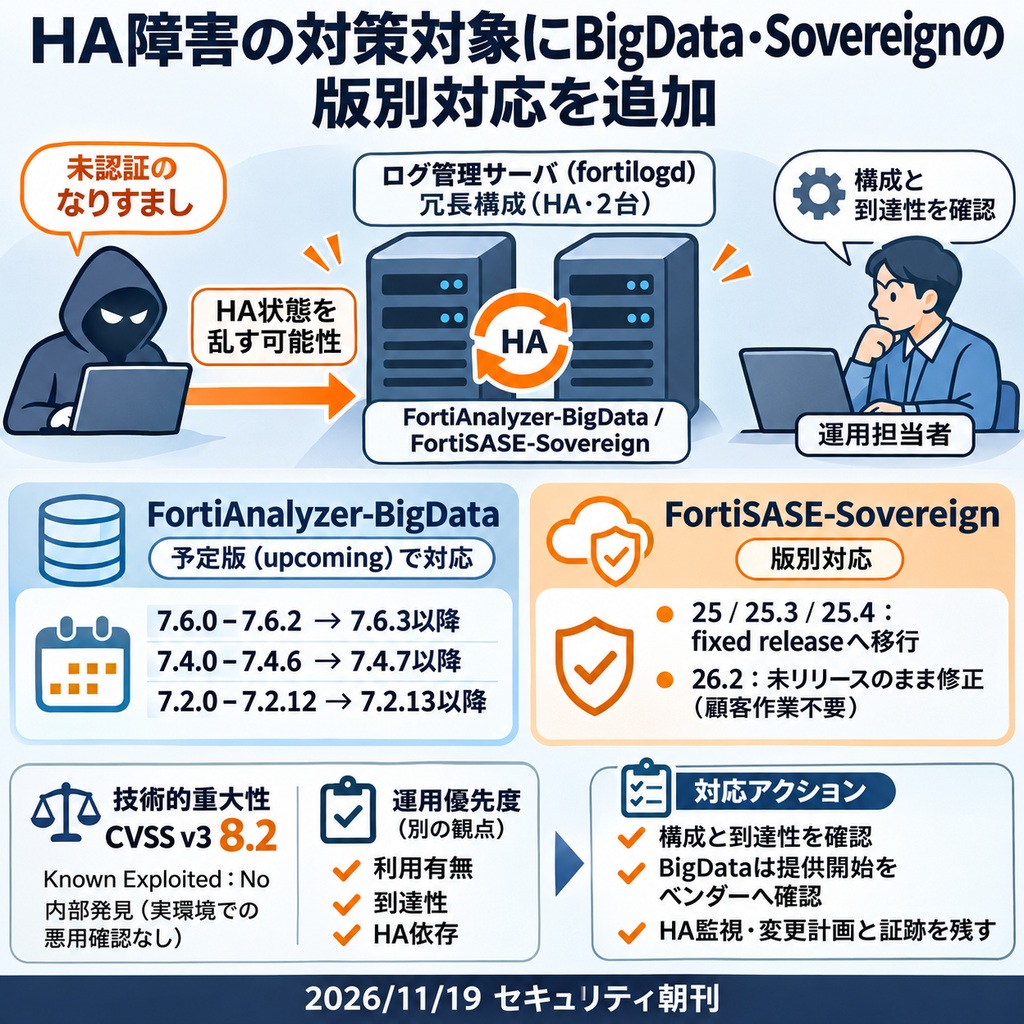 HA障害の対策対象にBigData・Sovereignの
版別対応を追加
未認証の
なりすまし
ログ管理サーバ(fortilogd)
冗長構成(HA・2台)
構成と
到達性を確認
HA状態を
乱す可能性
HA
FortiAnalyzer-BigData /
FortiSASE-Sovereign
運用担当者
FortiAnalyzer-BigData
予定版(upcoming)で対応
7.6.0 – 7.6.2 → 7.6.3以降
7.4.0 – 7.4.6 → 7.4.7以降
7.2.0 – 7.2.12 → 7.2.13以降
FortiSASE-Sovereign
版別対応
25 / 25.3 / 25.4:
fixed releaseへ移行
26.2:未リリースのまま修正
(顧客作業不要)
技術的重大性
CVSS v3 8.2
Known Exploited:No
内部発見(実環境での
悪用確認なし)
運用優先度
(別の観点)
利用有無
到達性
HA依存
対応アクション
構成と到達性を確認
BigDataは提供開始を
ベンダーへ確認
HA監視・変更計画と証跡を残す
2026/11/19 セキュリティ朝刊